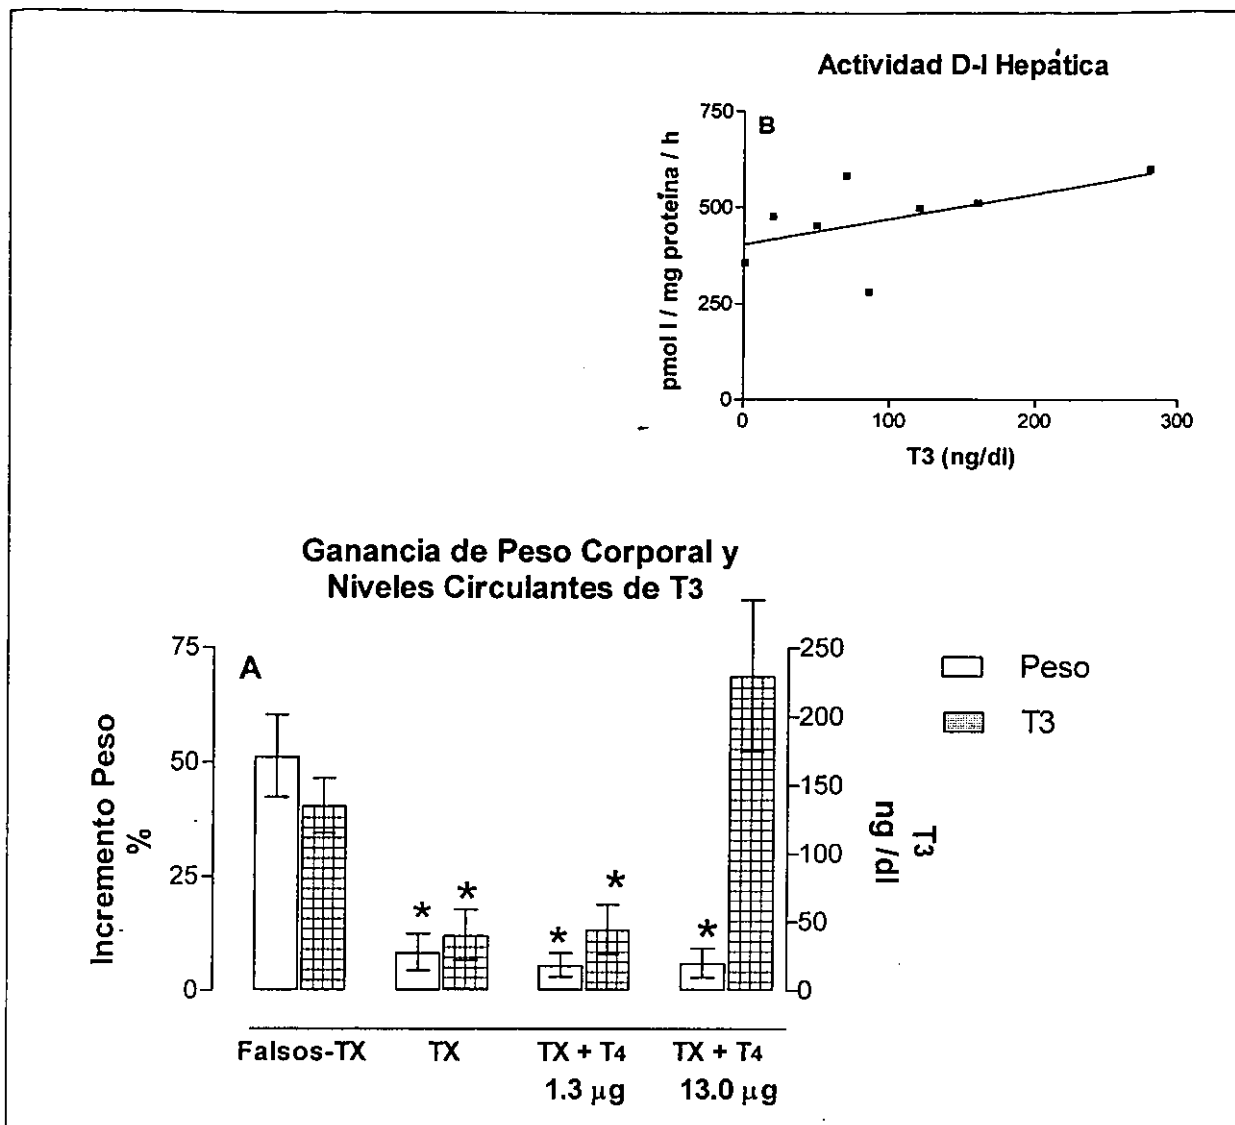 Actividad D-I Hepática
B
750
500
250
0
pmol I / mg proteína / h
0 100 200 300
T3 (ng/dl)
Ganancia de Peso Corporal y
Niveles Circulantes de T3
A
75
50
25
0
Incremento Peso
%
250
200
150
100
50
0
T3
ng /dl
Peso
T3
* * * * *
Falsos-TX TX TX + T4 TX + T4
1.3 µg 13.0 µg